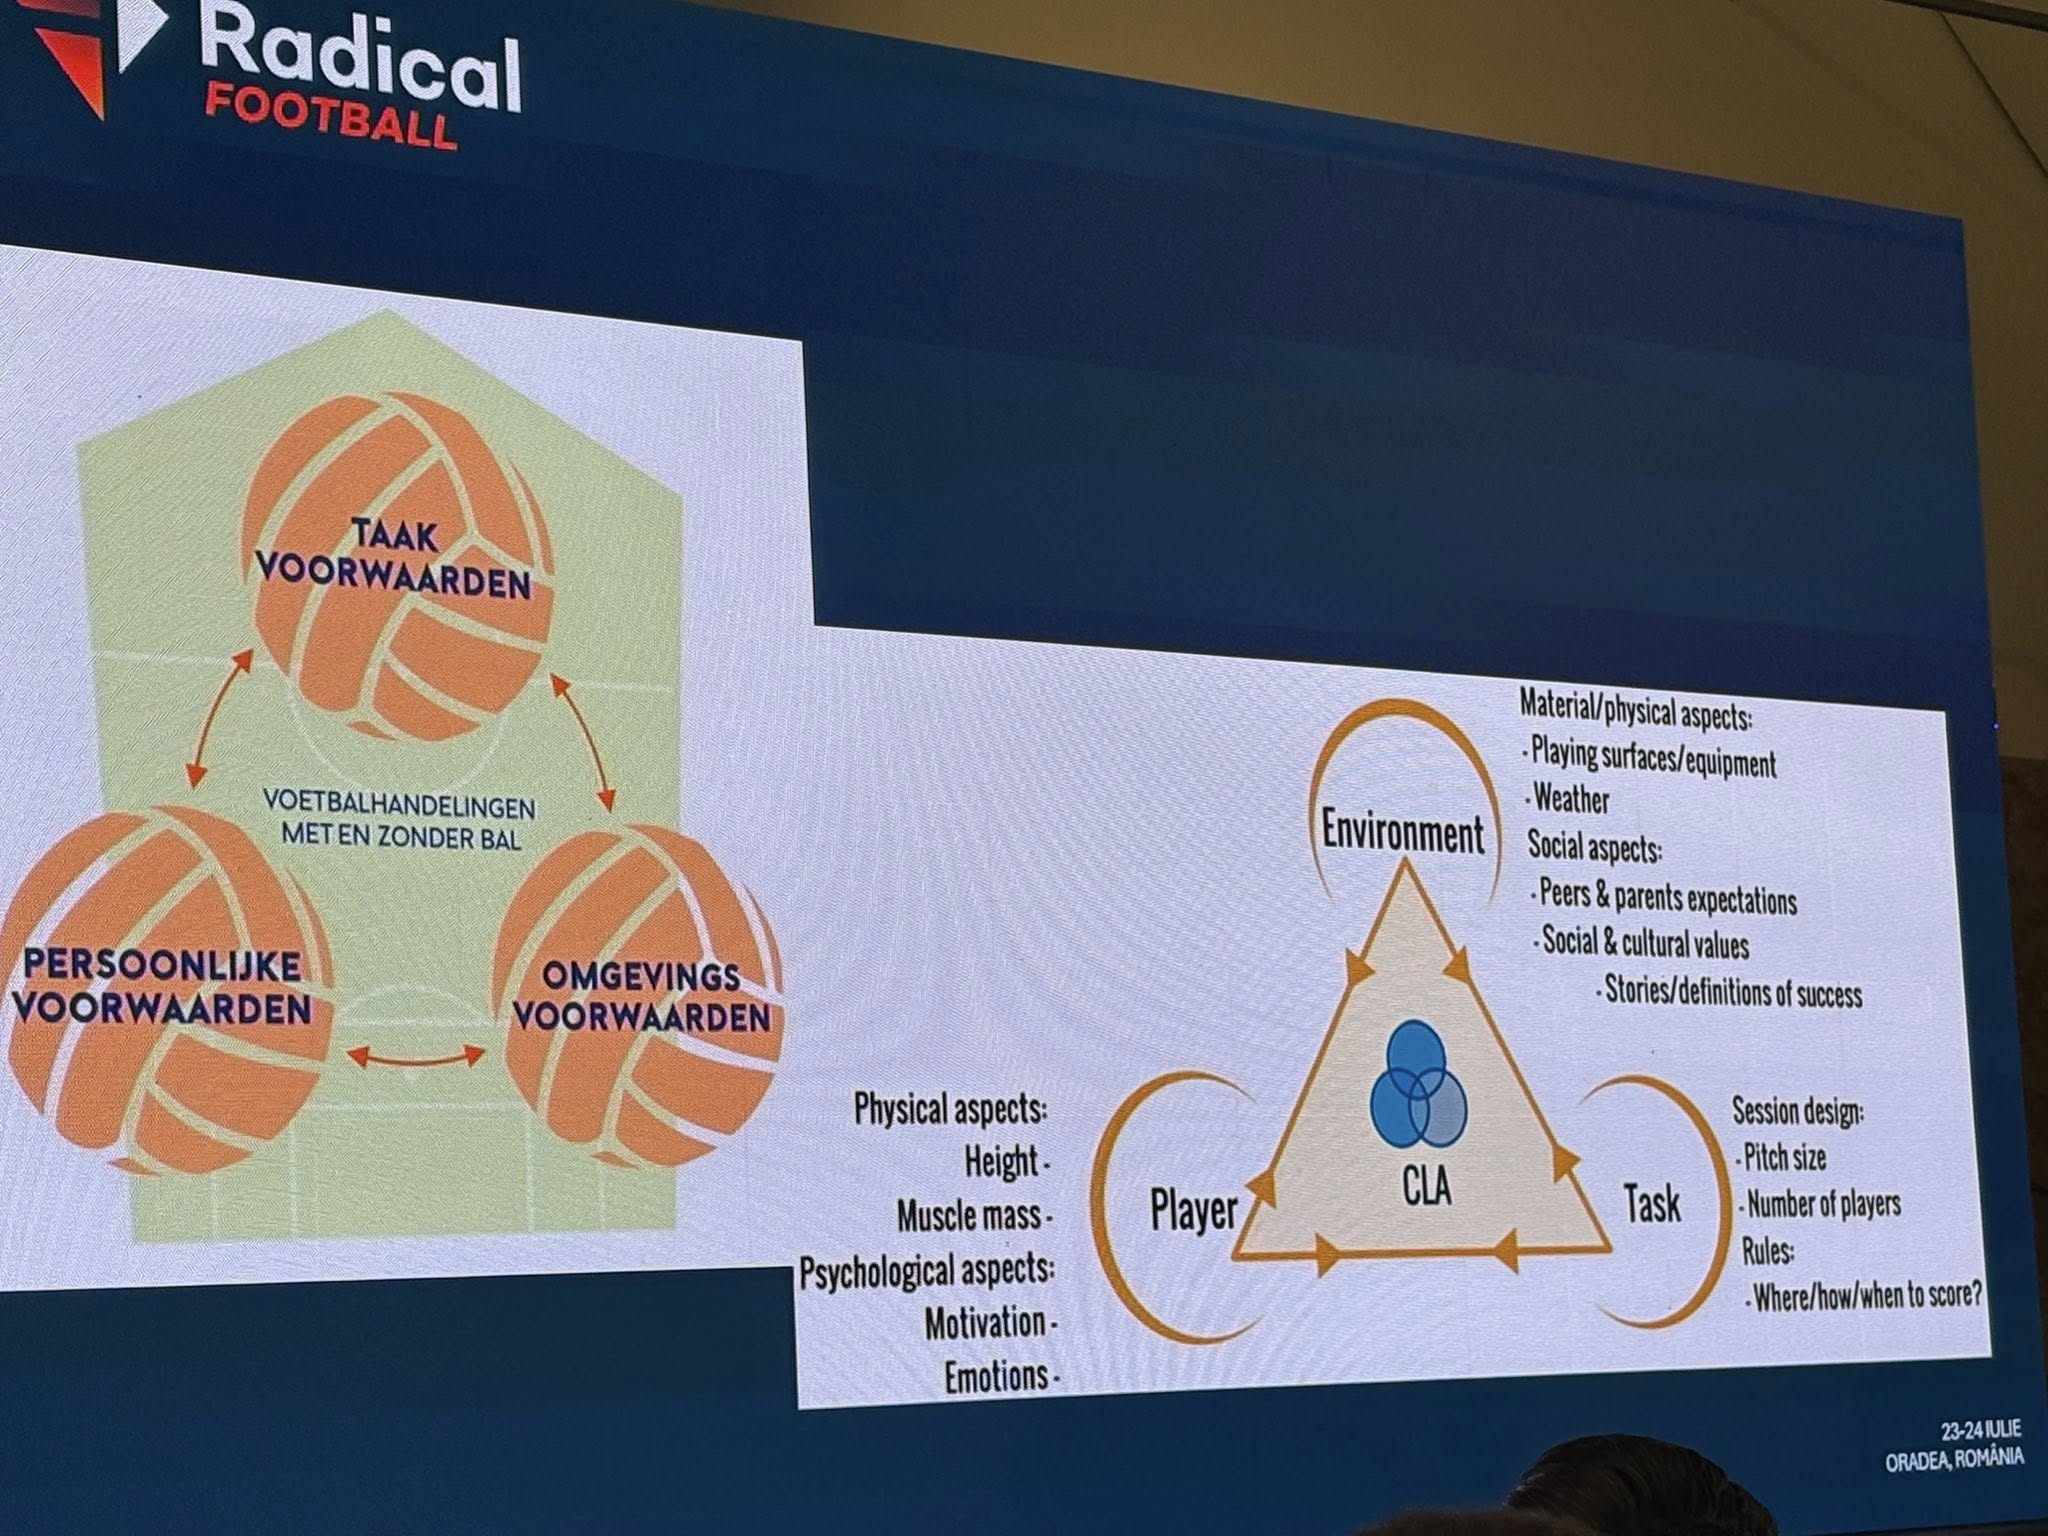 Radical
FOOTBALL
TAAK
VOORWAARDEN
VOETBALHANDELINGEN
MET EN ZONDER BAL
PERSOONLIJKE
VOORWAARDEN
OMGEVINGS
VOORWAARDEN
Environment
Material/physical aspects:
- Playing surfaces/equipment
- Weather
Social aspects:
- Peers & parents expectations
- Social & cultural values
- Stories/definitions of success
Physical aspects:
Height -
Muscle mass -
Psychological aspects:
Motivation -
Emotions -
Player
CLA
Task
Session design:
- Pitch size
- Number of players
Rules:
- Where/how/when to score?
23-24 IULIE
ORADEA, ROMÂNIA